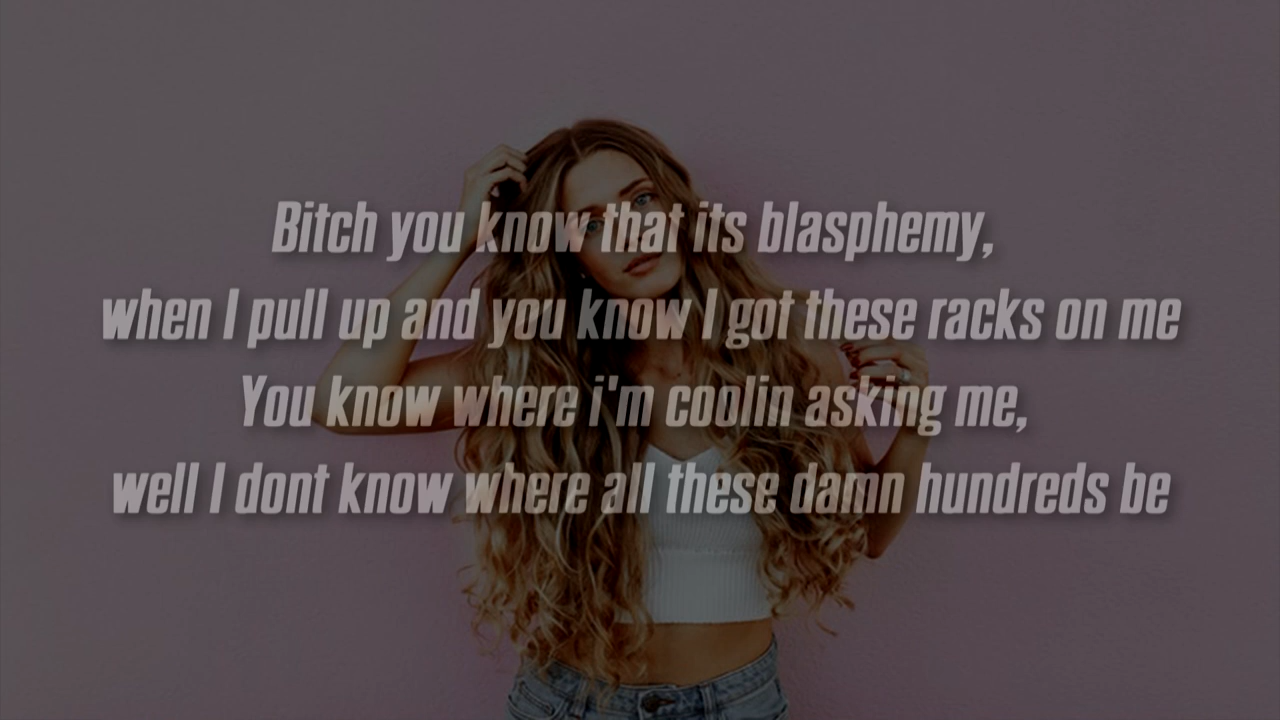 Bitch you know that its blasphemy,
when I pull up and you know I got these racks on me
You know where i'm coolin asking me,
well I dont know where all these damn hundreds be